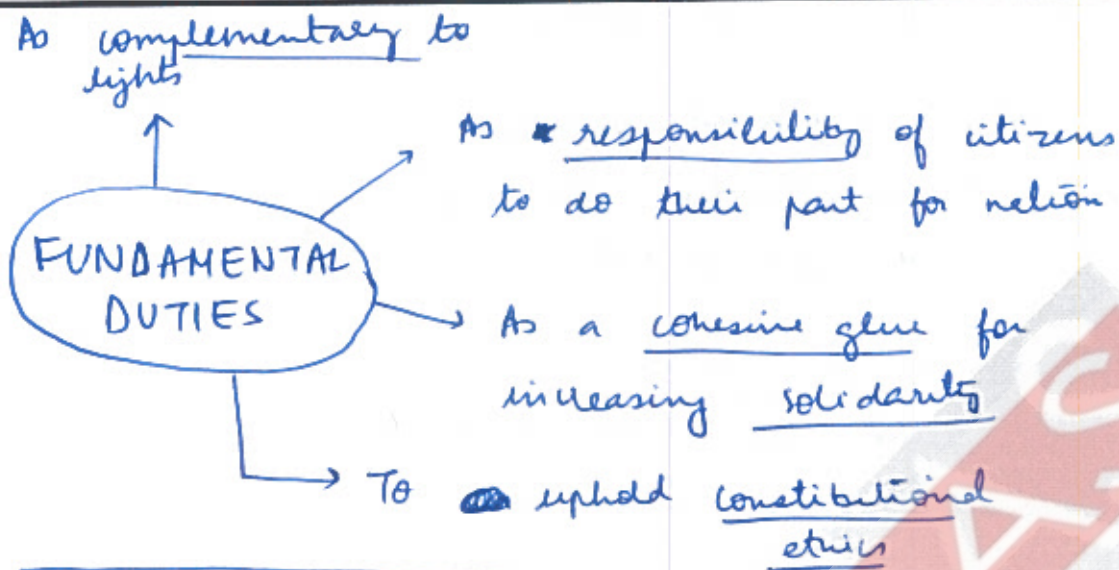 As complementary to
rights
As responsibility of citizens
to do their part for nation
FUNDAMENTAL
DUTIES
As a cohesive glue for
increasing solidarity
To uphold constitutional
ethics